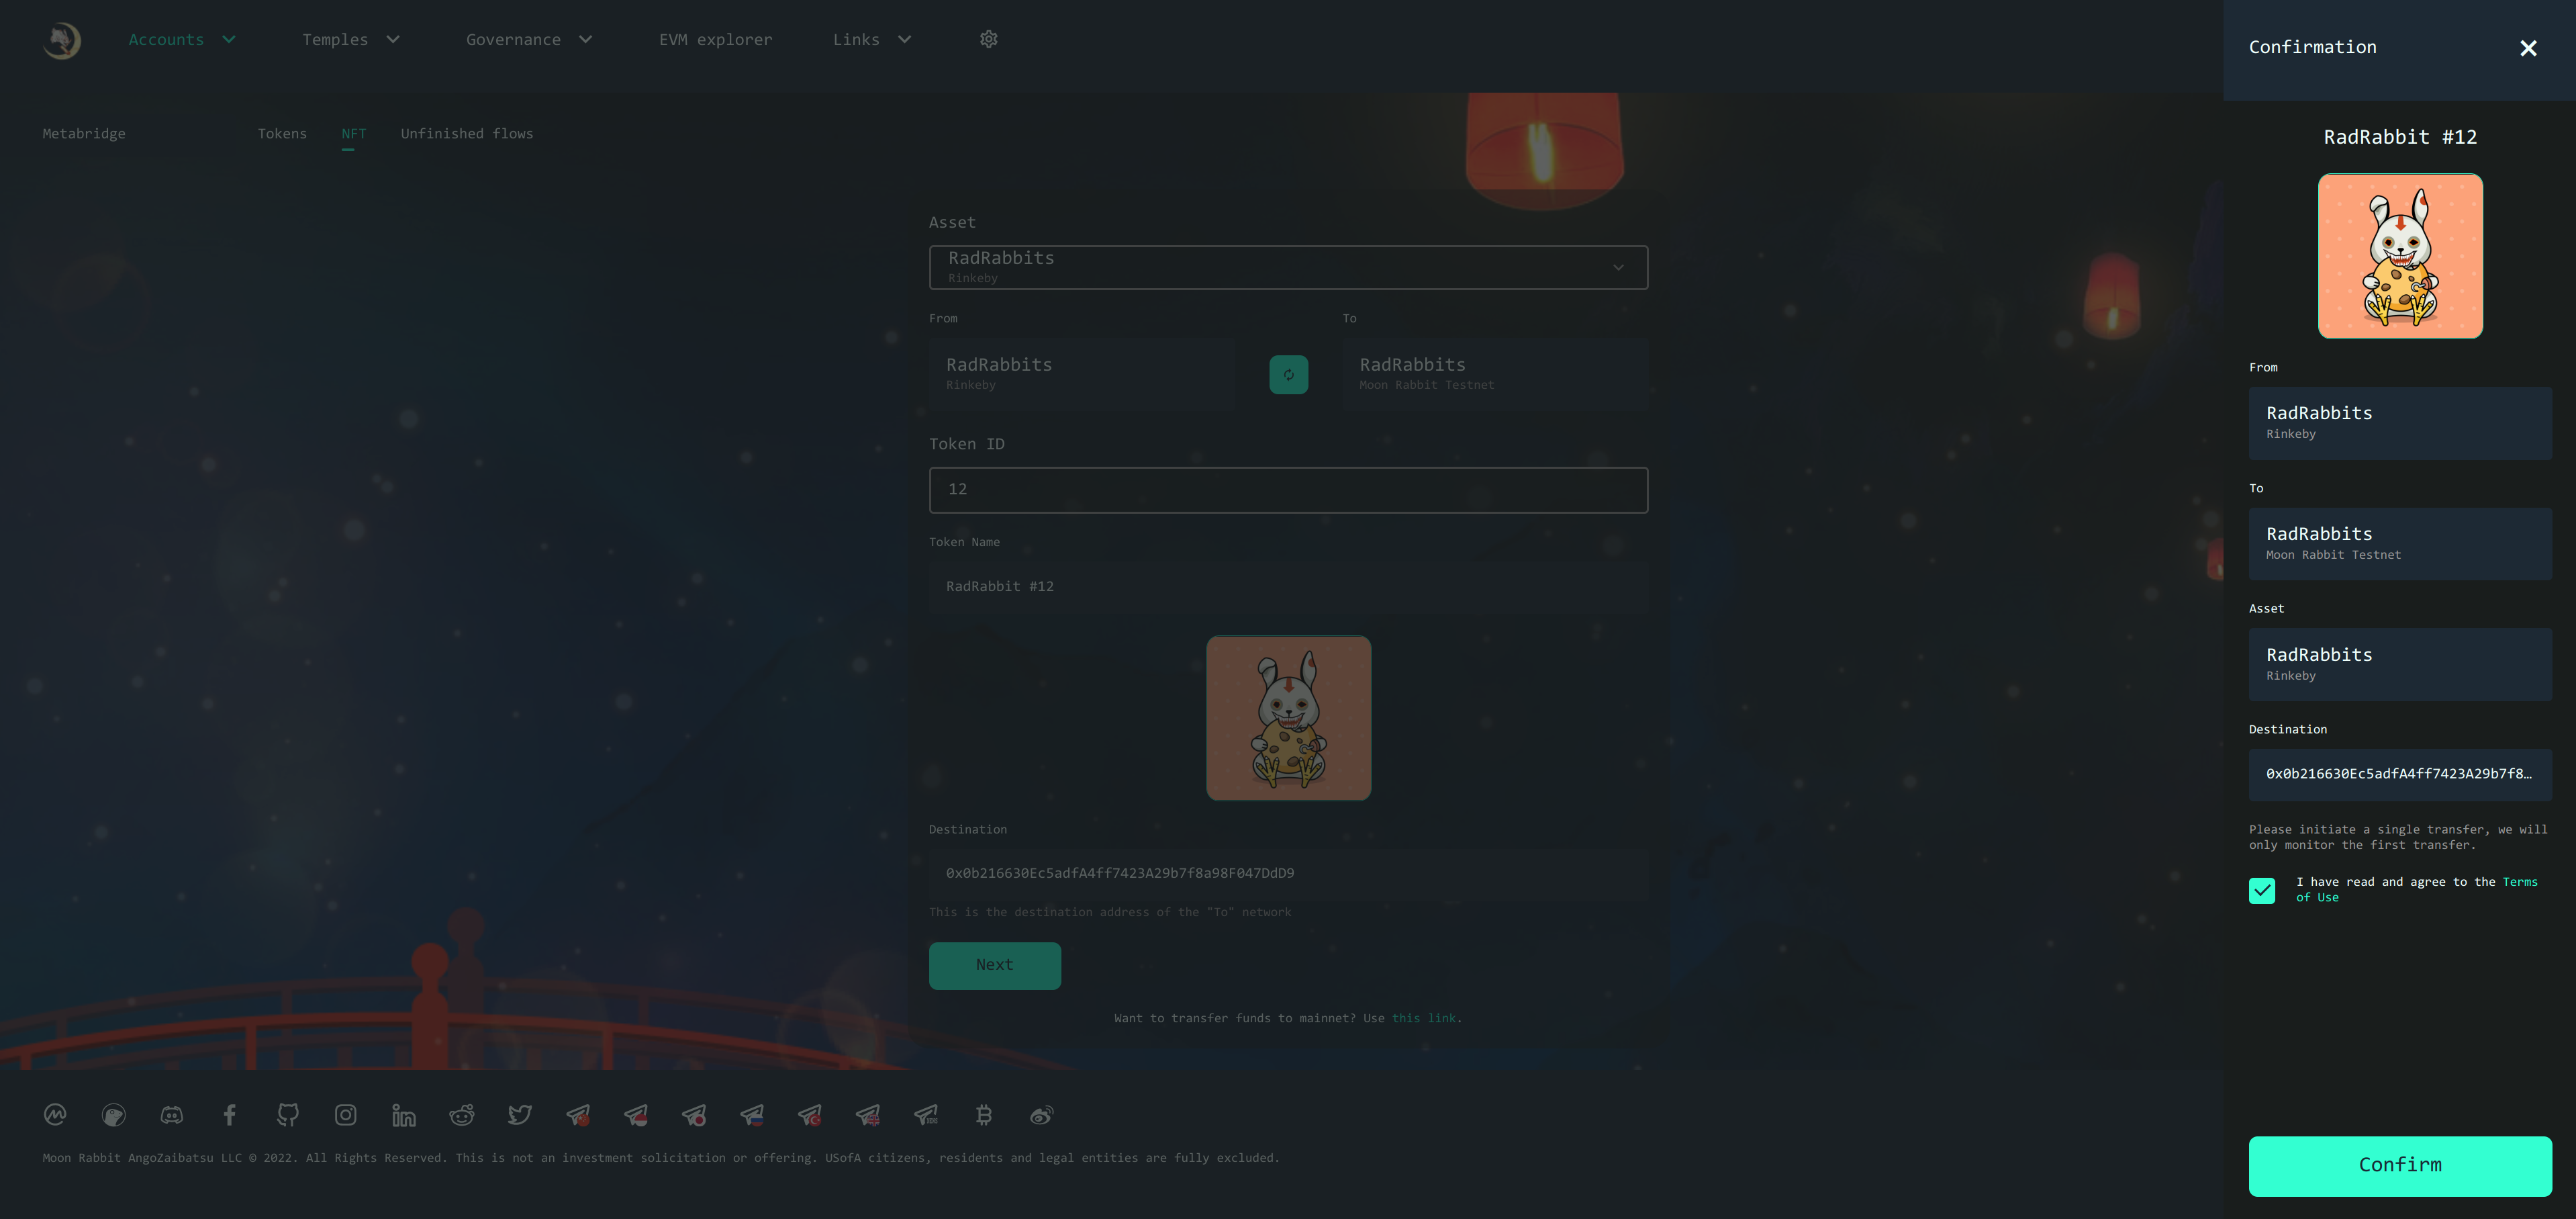 Accounts Templates Governance EVM explorer Links
Metabridge Tokens NFT Unfinished flows
Asset
RadRabbits
Rinkeby
From To
RadRabbits RadRabbits
Rinkeby Moon Rabbit Testnet
Token ID
12
Token Name
RadRabbit #12
Destination
0x0b216630Ec5adfA4ff7423A29b7f8a98F047DdD9
This is the destination address of the "To" network
Next
Want to transfer funds to mainnet? Use this link.
Moon Rabbit AngoZaibatsu LLC © 2022. All Rights Reserved. This is not an investment solicitation or offering. USofA citizens, residents and legal entities are fully excluded.
Confirmation
RadRabbit #12
From
RadRabbits
Rinkeby
To
RadRabbits
Moon Rabbit Testnet
Asset
RadRabbits
Rinkeby
Destination
0x0b216630Ec5adfA4ff7423A29b7f8…
Please initiate a single transfer, we will
only monitor the first transfer.
I have read and agree to the Terms
of Use
Confirm